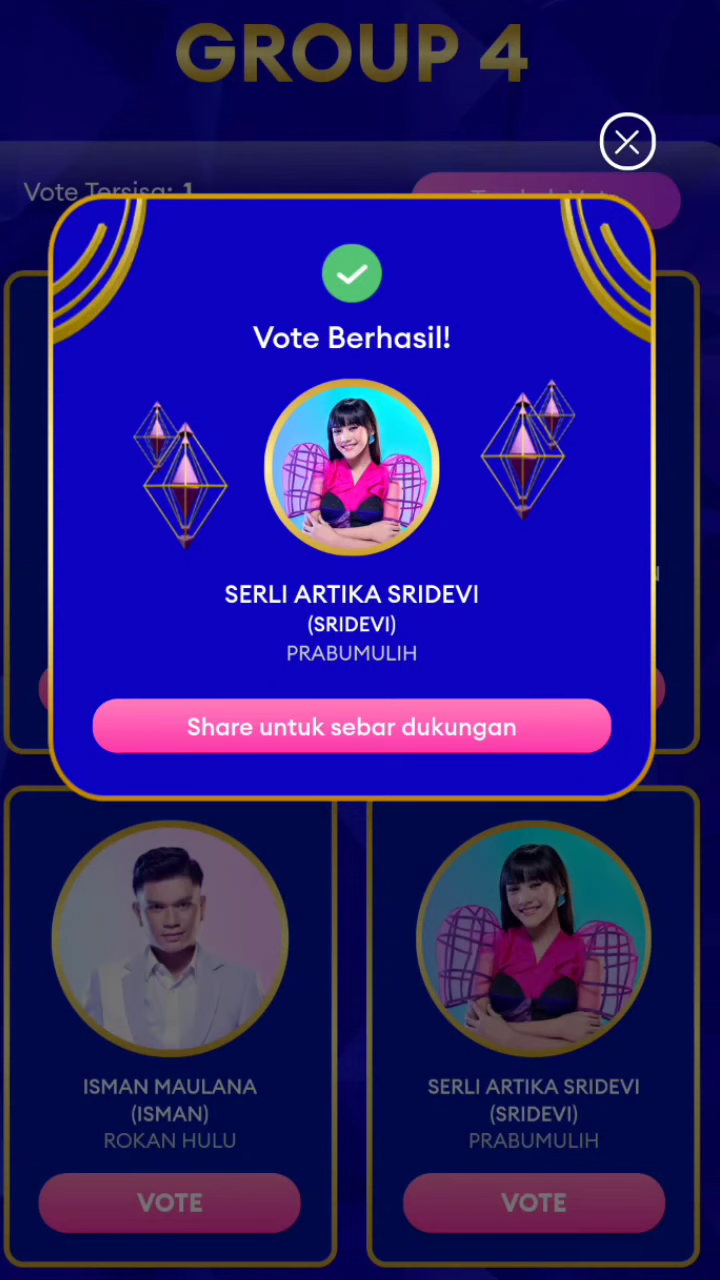 GROUP 4
Vote Tersisa: 1
Vote Berhasil!
SERLI ARTIKA SRIDEVI
(SRIDEVI)
PRABUMULIH
Share untuk sebar dukungan
ISMAN MAULANA
(ISMAN)
ROKAN HULU
VOTE
SERLI ARTIKA SRIDEVI
(SRIDEVI)
PRABUMULIH
VOTE